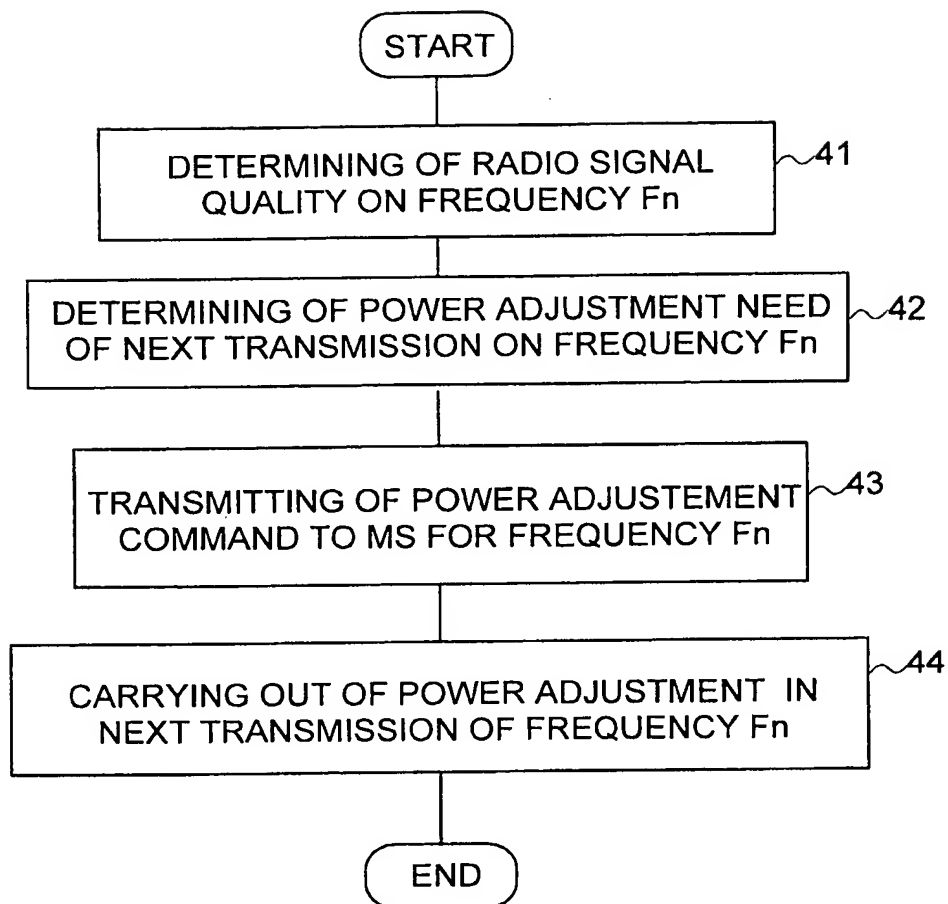 START
DETERMINING OF RADIO SIGNAL
QUALITY ON FREQUENCY Fn
41
DETERMINING OF POWER ADJUSTMENT NEED
OF NEXT TRANSMISSION ON FREQUENCY Fn
42
TRANSMITTING OF POWER ADJUSTEMENT
COMMAND TO MS FOR FREQUENCY Fn
43
CARRYING OUT OF POWER ADJUSTMENT IN
NEXT TRANSMISSION OF FREQUENCY Fn
44
END